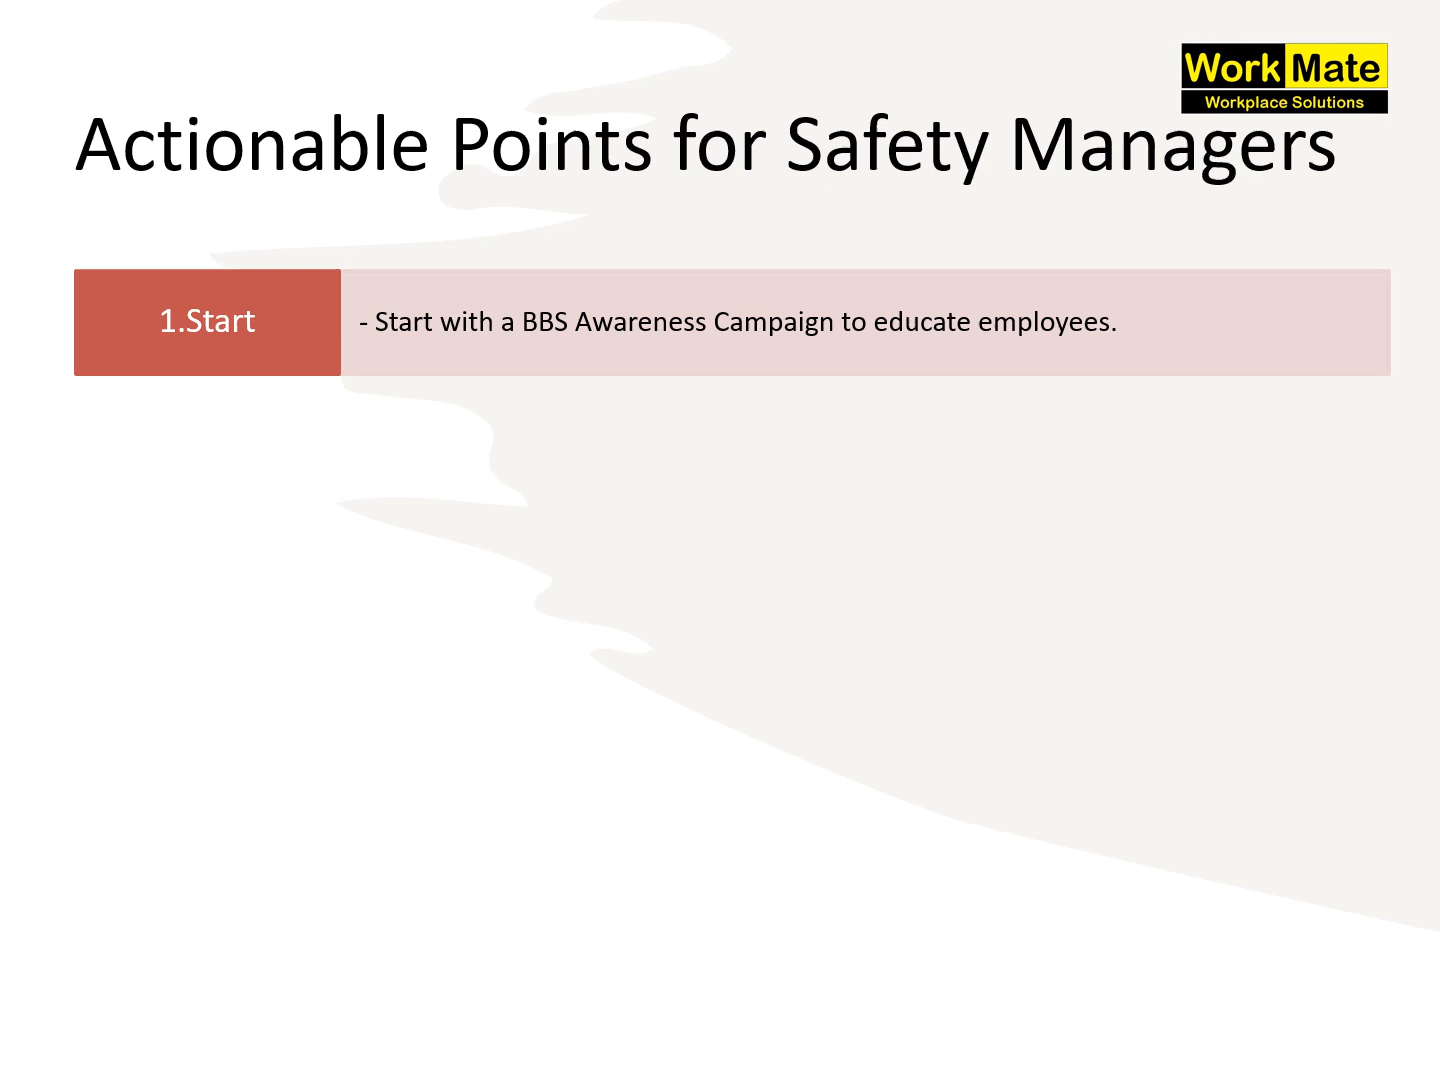 Work Mate
Workplace Solutions
Actionable Points for Safety Managers
1.Start
- Start with a BBS Awareness Campaign to educate employees.